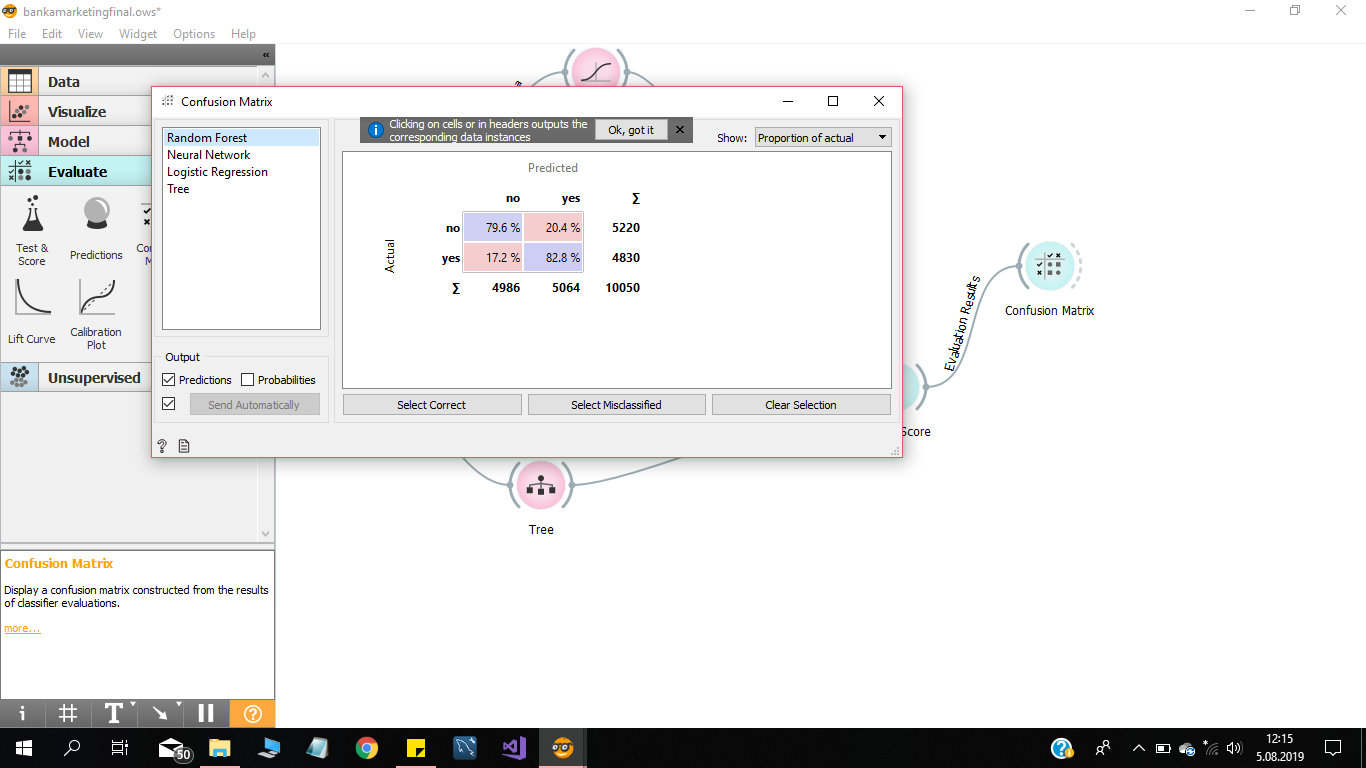 bankamarketingfinal.ows*
File Edit View Widget Options Help
«
Data
Visualize
Model
Evaluate
Test &
Score
Predictions
Lift Curve
Calibration
Plot
Unsupervised
Confusion Matrix
Display a confusion matrix constructed from the results
of classifier evaluations.
more...
Confusion Matrix
Random Forest
Neural Network
Logistic Regression
Tree
Output
Predictions Probabilities
Send Automatically
Clicking on cells or in headers outputs the
corresponding data instances
Ok, got it
Show: Proportion of actual
Predicted
no yes ∑
Actual
no 79.6 % 20.4 % 5220
yes 17.2 % 82.8 % 4830
∑ 4986 5064 10050
Select Correct Select Misclassified Clear Selection
Evaluation Results
Confusion Matrix
Score
Tree
50
12:15
5.08.2019